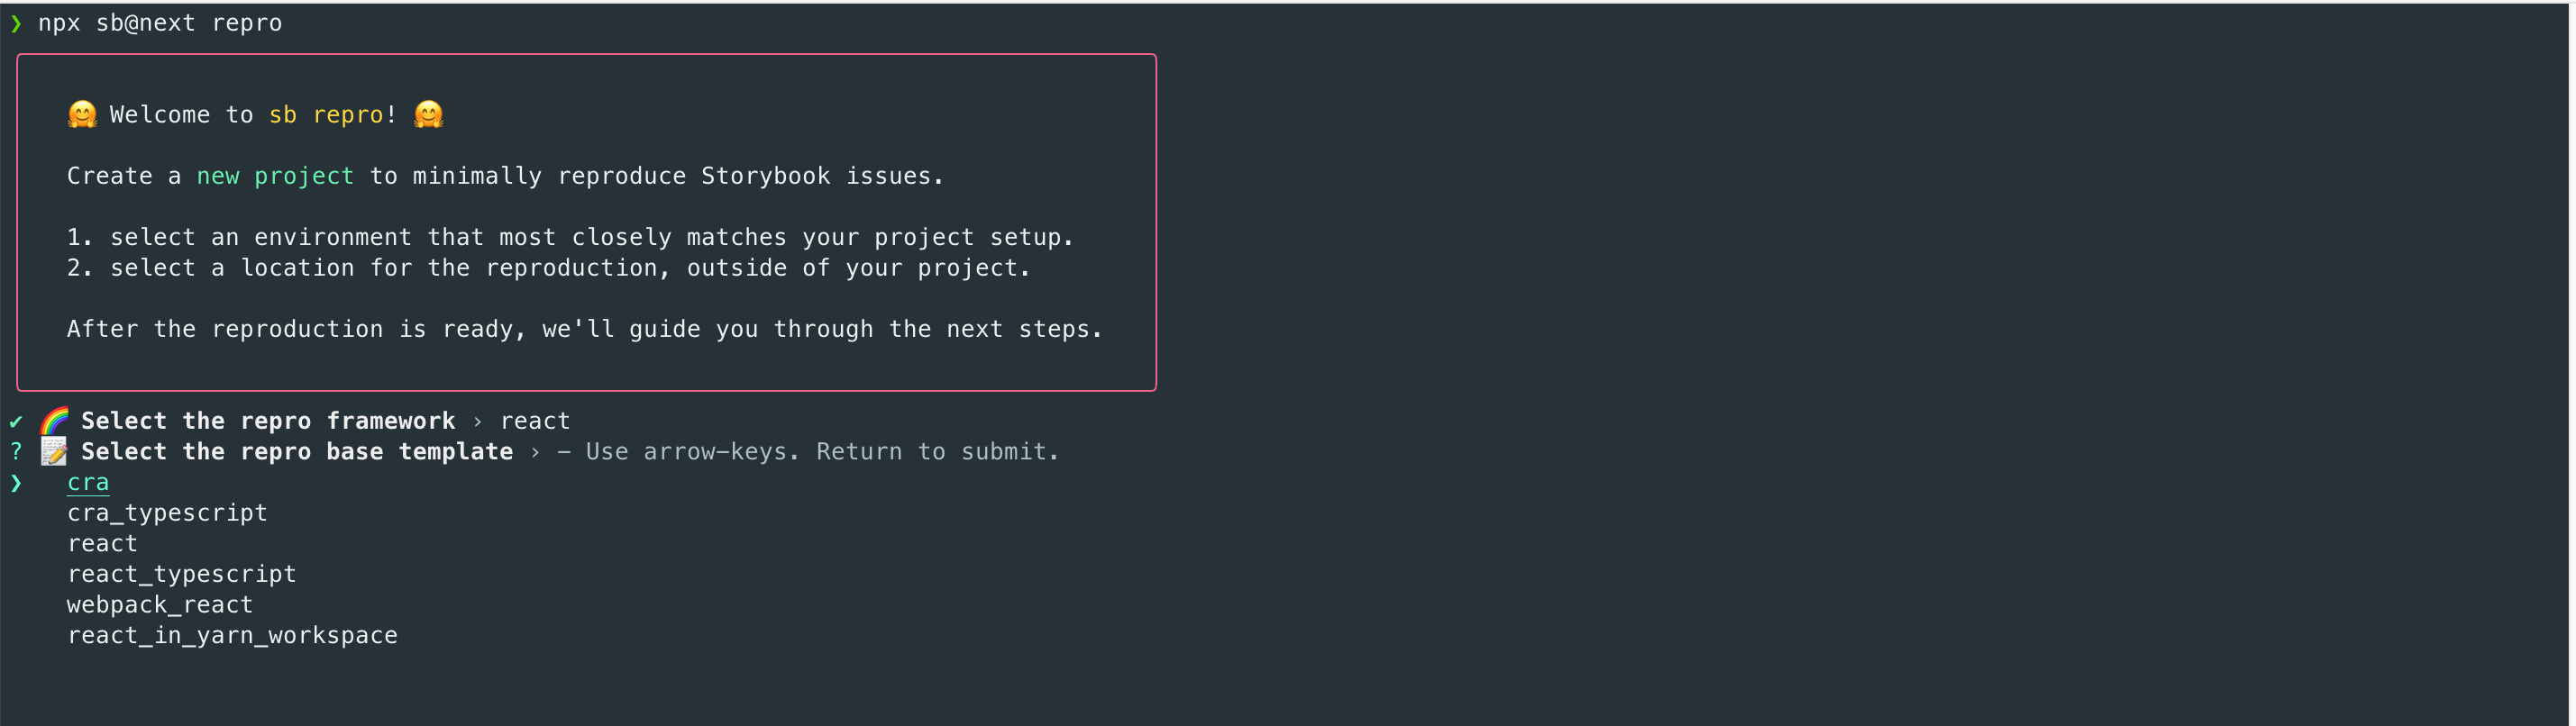 ❯ npx sb@next repro
🤗 Welcome to sb repro! 🤗
Create a new project to minimally reproduce Storybook issues.
1. select an environment that most closely matches your project setup.
2. select a location for the reproduction, outside of your project.
After the reproduction is ready, we'll guide you through the next steps.
✔ 🌈 Select the repro framework › react
? 📝 Select the repro base template › – Use arrow-keys. Return to submit.
❯ cra
cra_typescript
react
react_typescript
webpack_react
react_in_yarn_workspace